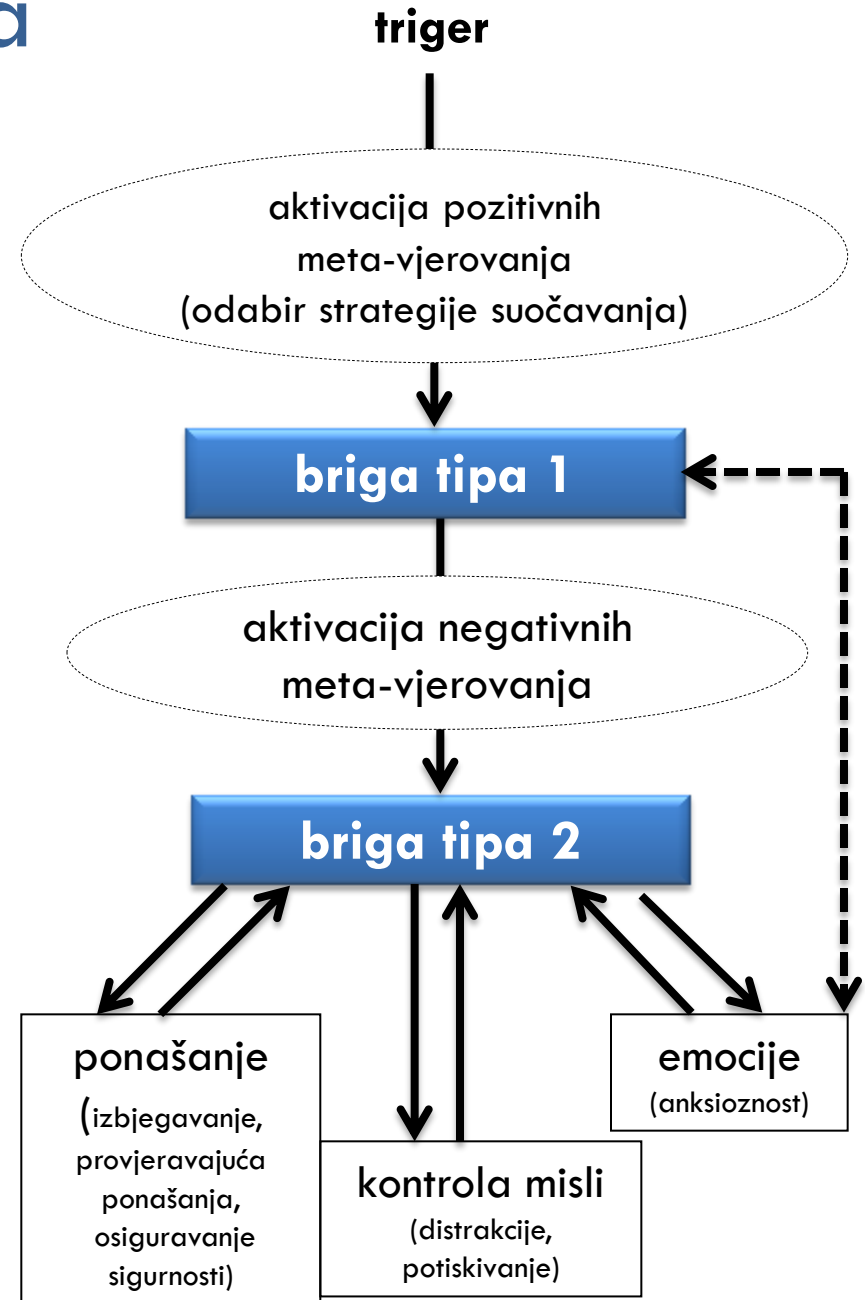 a
triger
aktivacija pozitivnih
meta-vjerovanja
(odabir strategije suočavanja)
briga tipa 1
aktivacija negativnih
meta-vjerovanja
briga tipa 2
ponašanje
(izbjegavanje,
provjeravajuća
ponašanja,
osiguravanje
sigurnosti)
kontrola misli
(distrakcije,
potiskivanje)
emocije
(anksioznost)